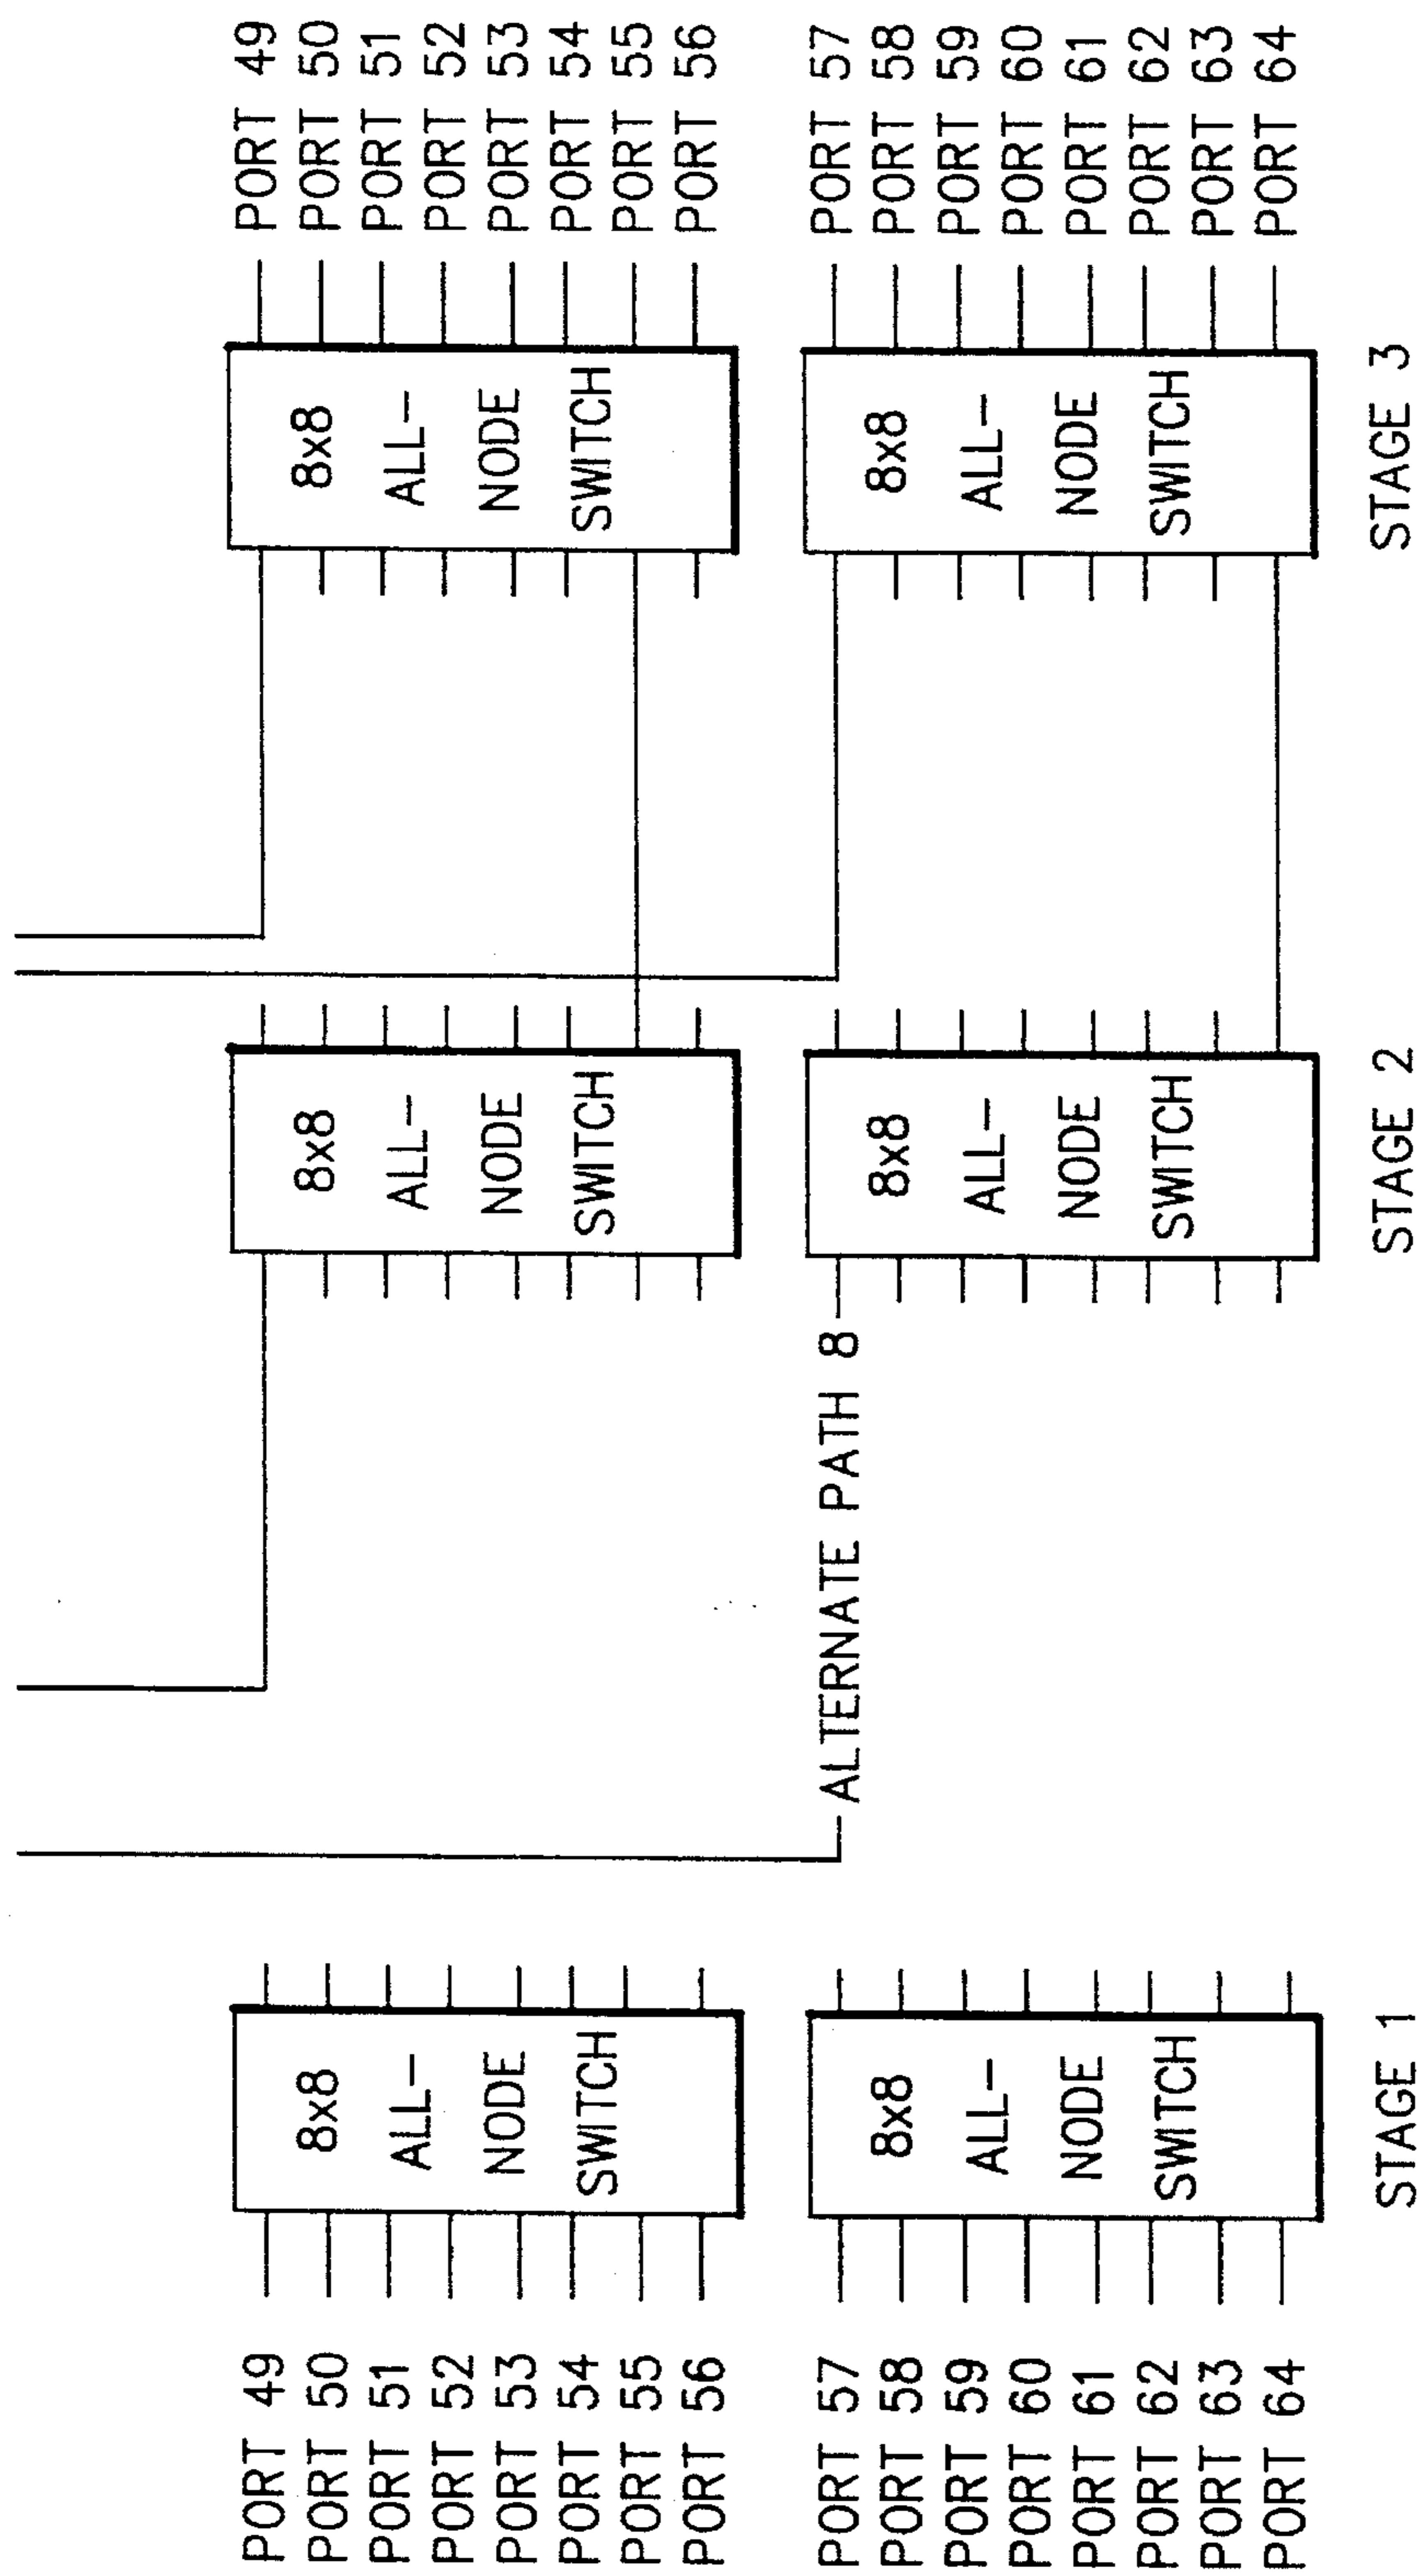 PORT 49
PORT 50
PORT 51
PORT 52
PORT 53
PORT 54
PORT 55
PORT 56
8x8
ALL-
NODE
SWITCH
8x8
ALL-
NODE
SWITCH
8x8
ALL-
NODE
SWITCH
PORT 49
PORT 50
PORT 51
PORT 52
PORT 53
PORT 54
PORT 55
PORT 56
PORT 57
PORT 58
PORT 59
PORT 60
PORT 61
PORT 62
PORT 63
PORT 64
8x8
ALL-
NODE
SWITCH
ALTERNATE PATH 8
8x8
ALL-
NODE
SWITCH
8x8
ALL-
NODE
SWITCH
PORT 57
PORT 58
PORT 59
PORT 60
PORT 61
PORT 62
PORT 63
PORT 64
STAGE 1
STAGE 2
STAGE 3